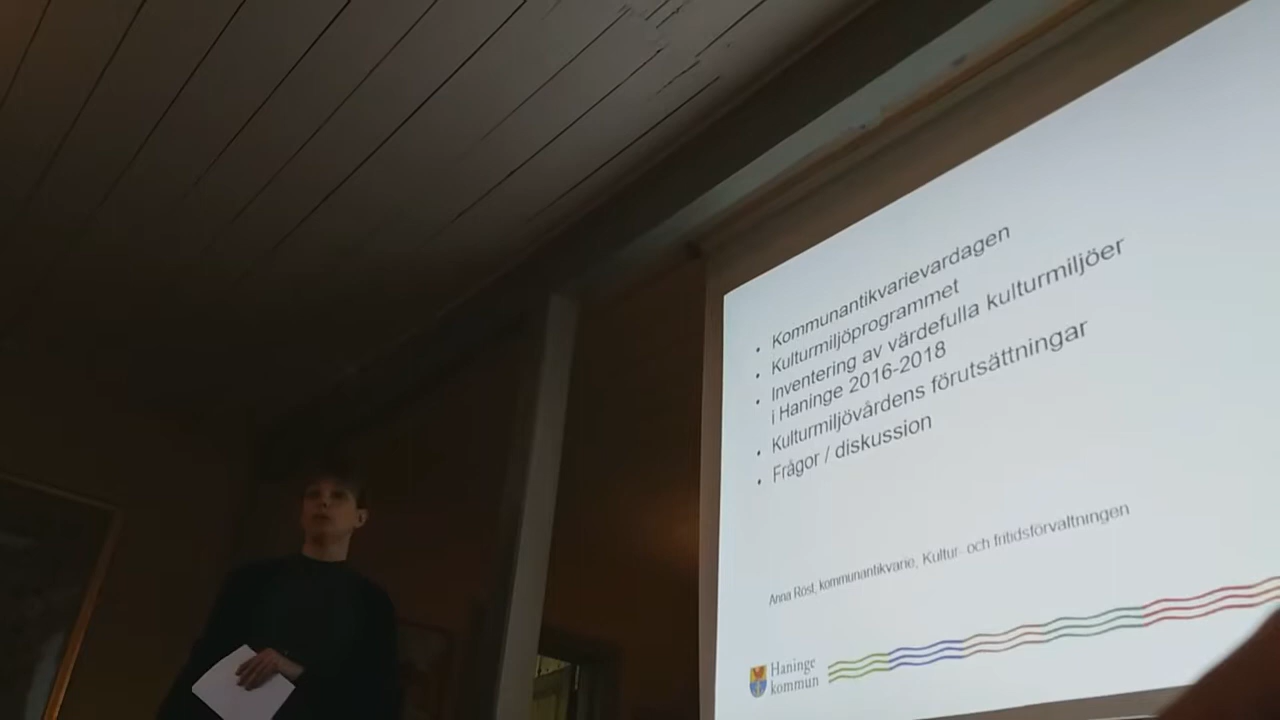 • Kommunantikvarievardagen
• Kulturmiljöprogrammet
• Inventering av värdefulla kulturmiljöer
i Haninge 2016-2018
• Kulturmiljövårdens förutsättningar
• Frågor / diskussion
Anna Röst, kommunantikvarie, Kultur- och fritidsförvaltningen
Haninge
kommun